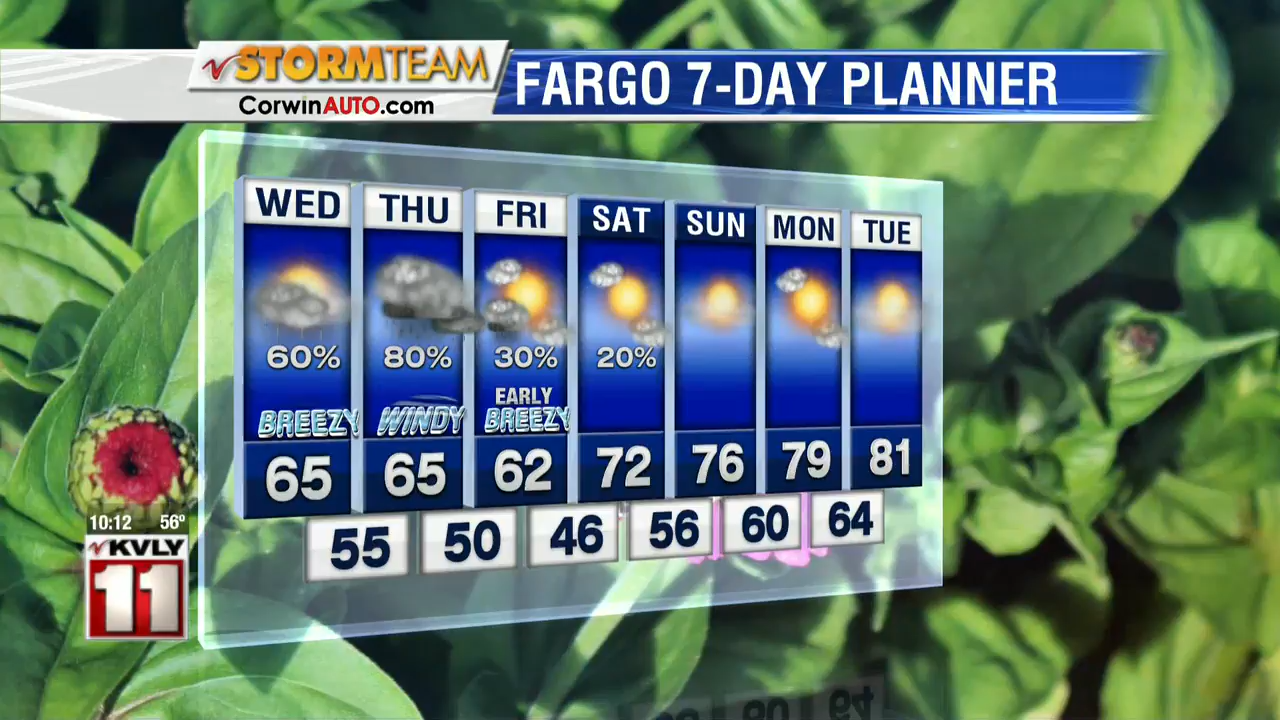 STORMTEAM
CorwinAUTO.com
FARGO 7-DAY PLANNER
WED THU FRI SAT SUN MON TUE
60% 80% 30% 20%
EARLY
BREEZY WINDY BREEZY
65 65 62 72 76 79 81
55 50 46 56 60 64
10:12 56°
KVLY
11